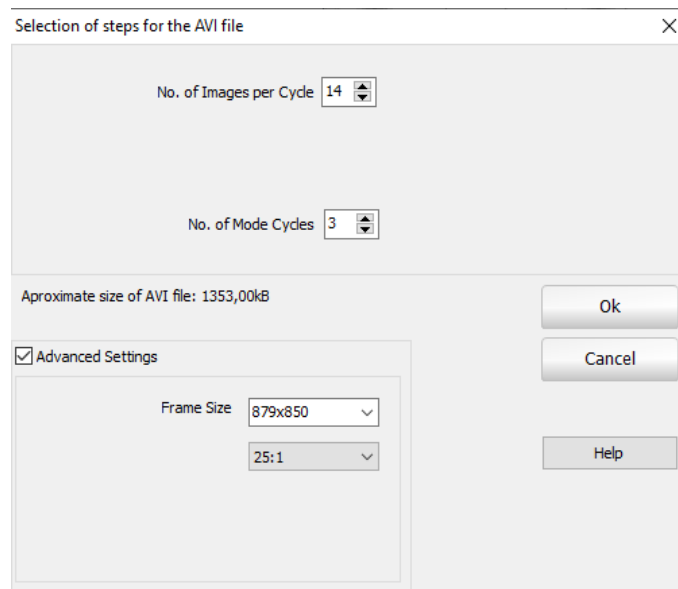 Selection of steps for the AVI file
No. of Images per Cycle 14
No. of Mode Cycles 3
Aproximate size of AVI file: 1353,00kB
Ok
Advanced Settings
Cancel
Frame Size 879x850
25:1
Help